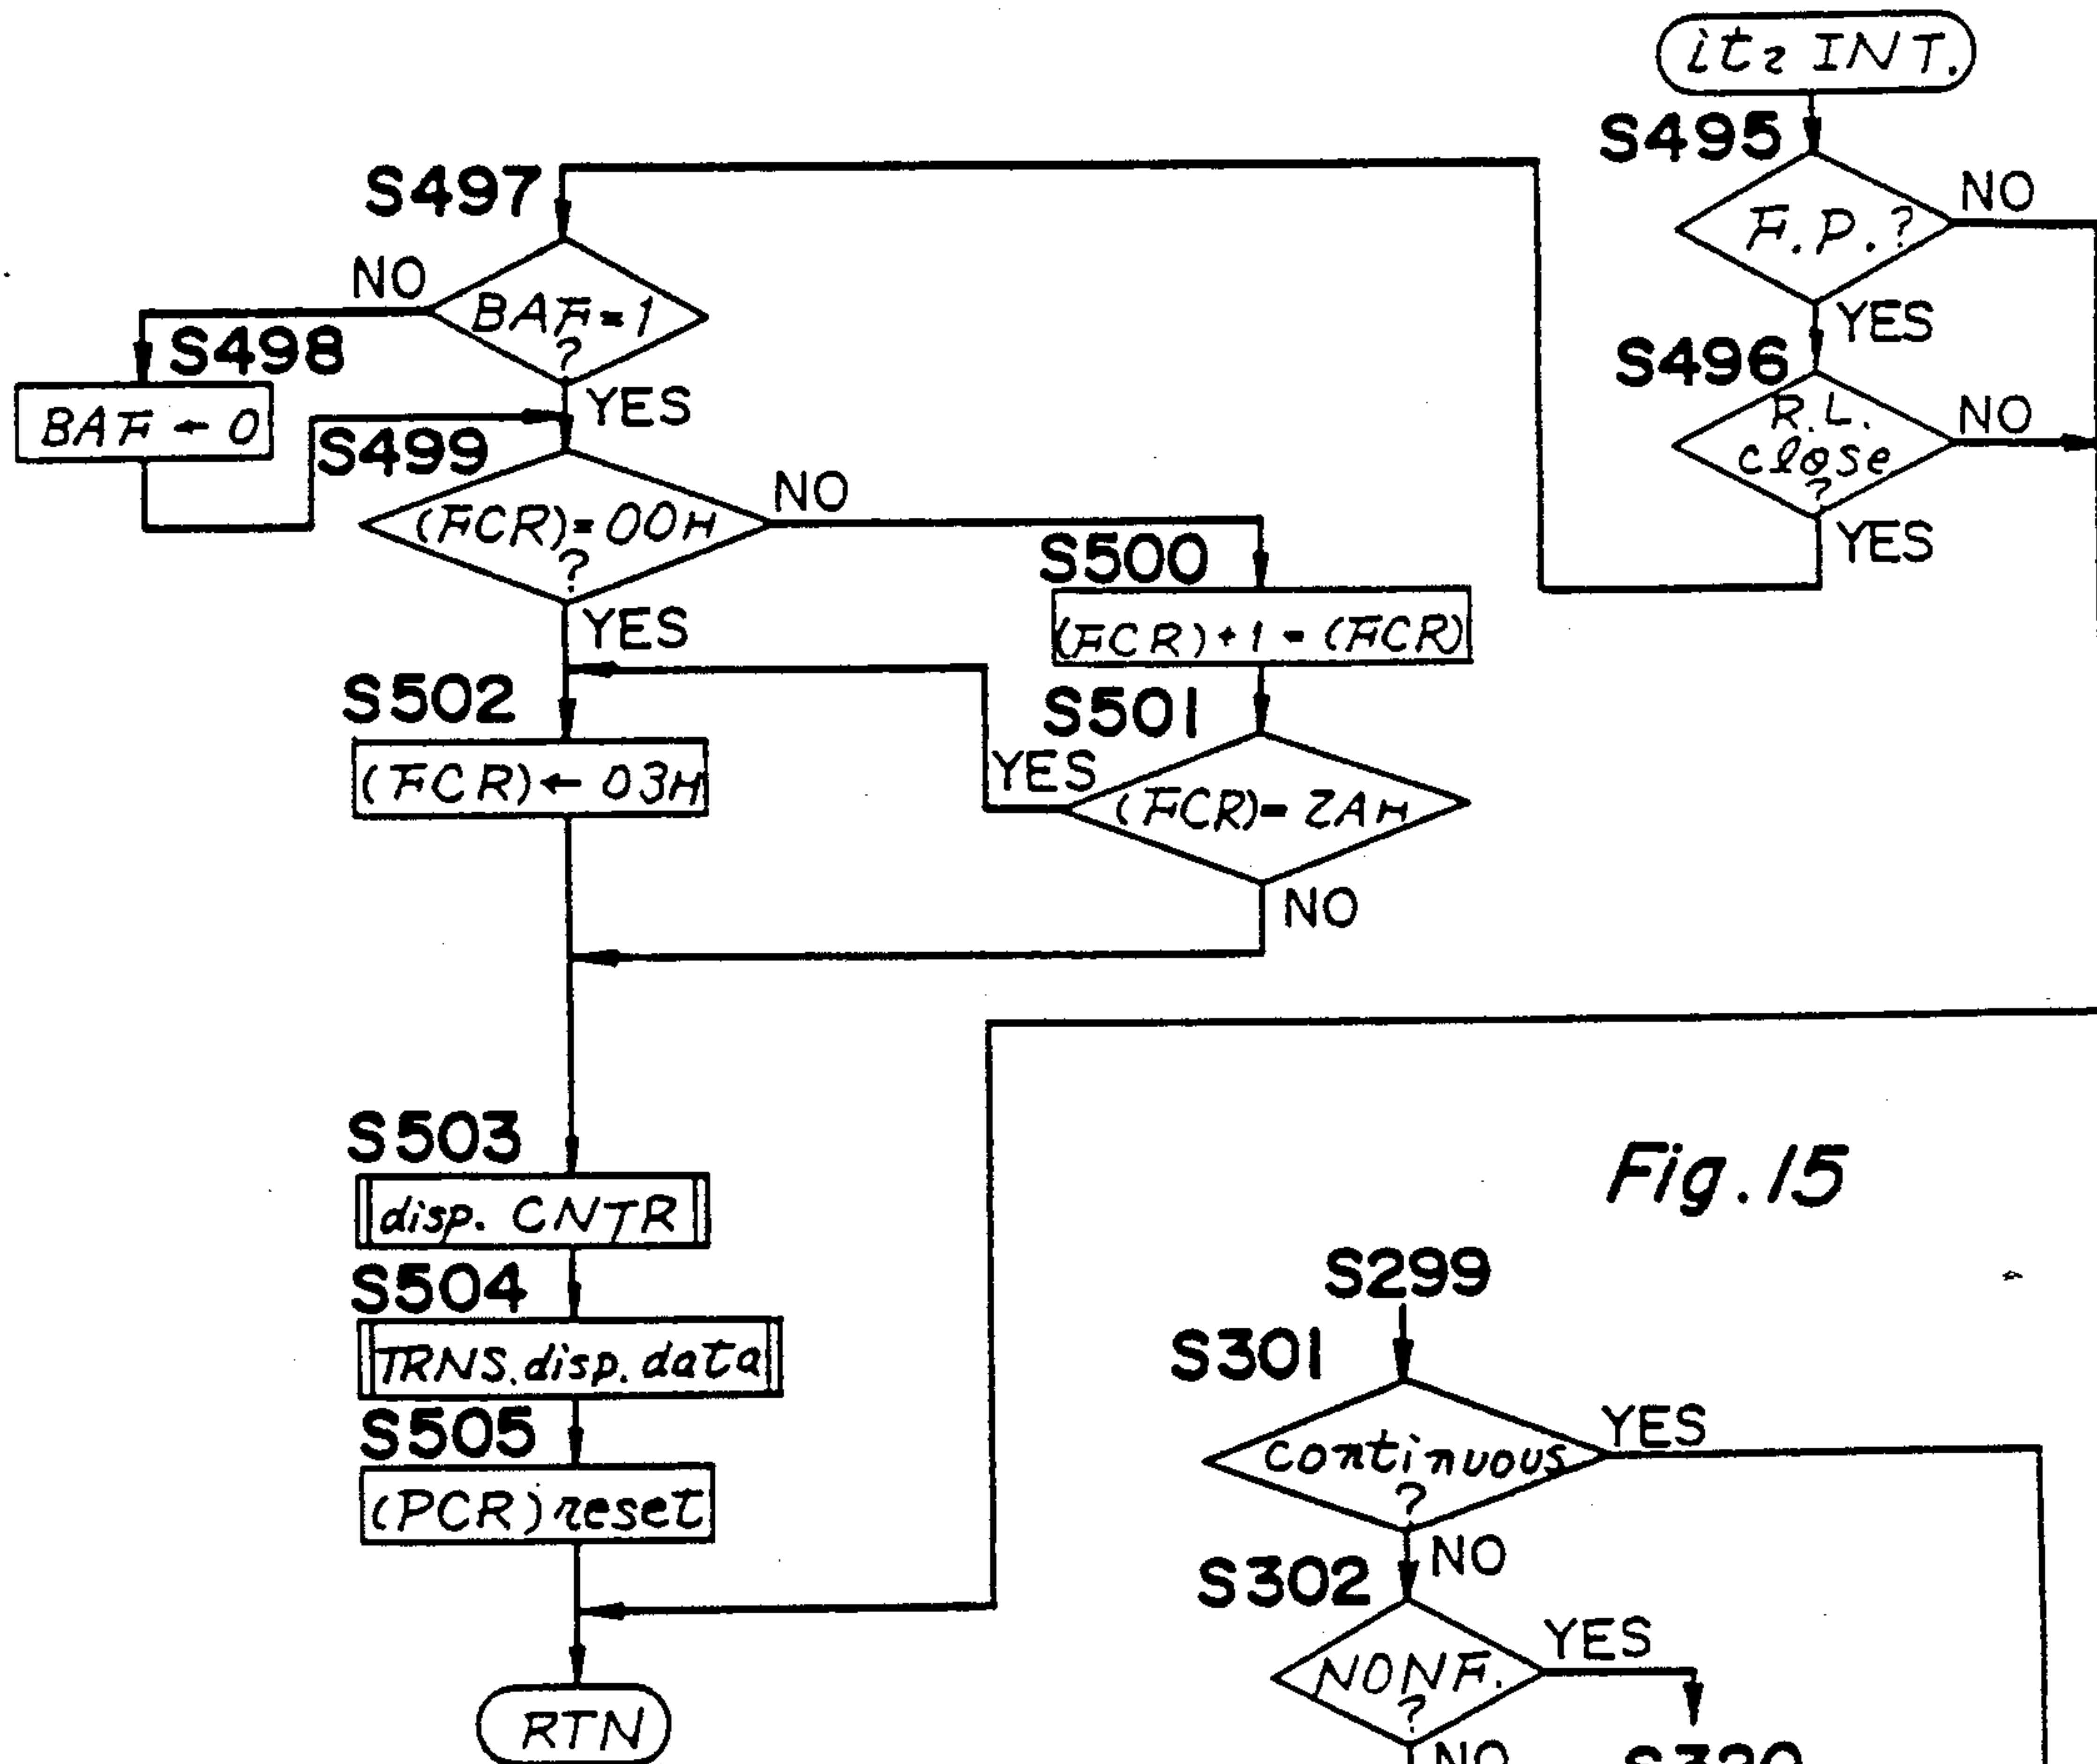 it2 INT.
S495
F.P.?
NO
YES
S496
R.L.
close
?
NO
YES
S497
BAF=1
?
NO
YES
S498
BAF ← 0
S499
(FCR)=00H
?
NO
YES
S500
(FCR)+1-(FCR)
S501
(FCR)=2AH
YES
NO
S502
(FCR)←03H
S503
disp. CNTR
S504
TRNS.disp.data
S505
(PCR)reset
RTN
Fig. 15
S299
S301
continuous
?
YES
NO
S302
NONF.
?
YES
NO
S320